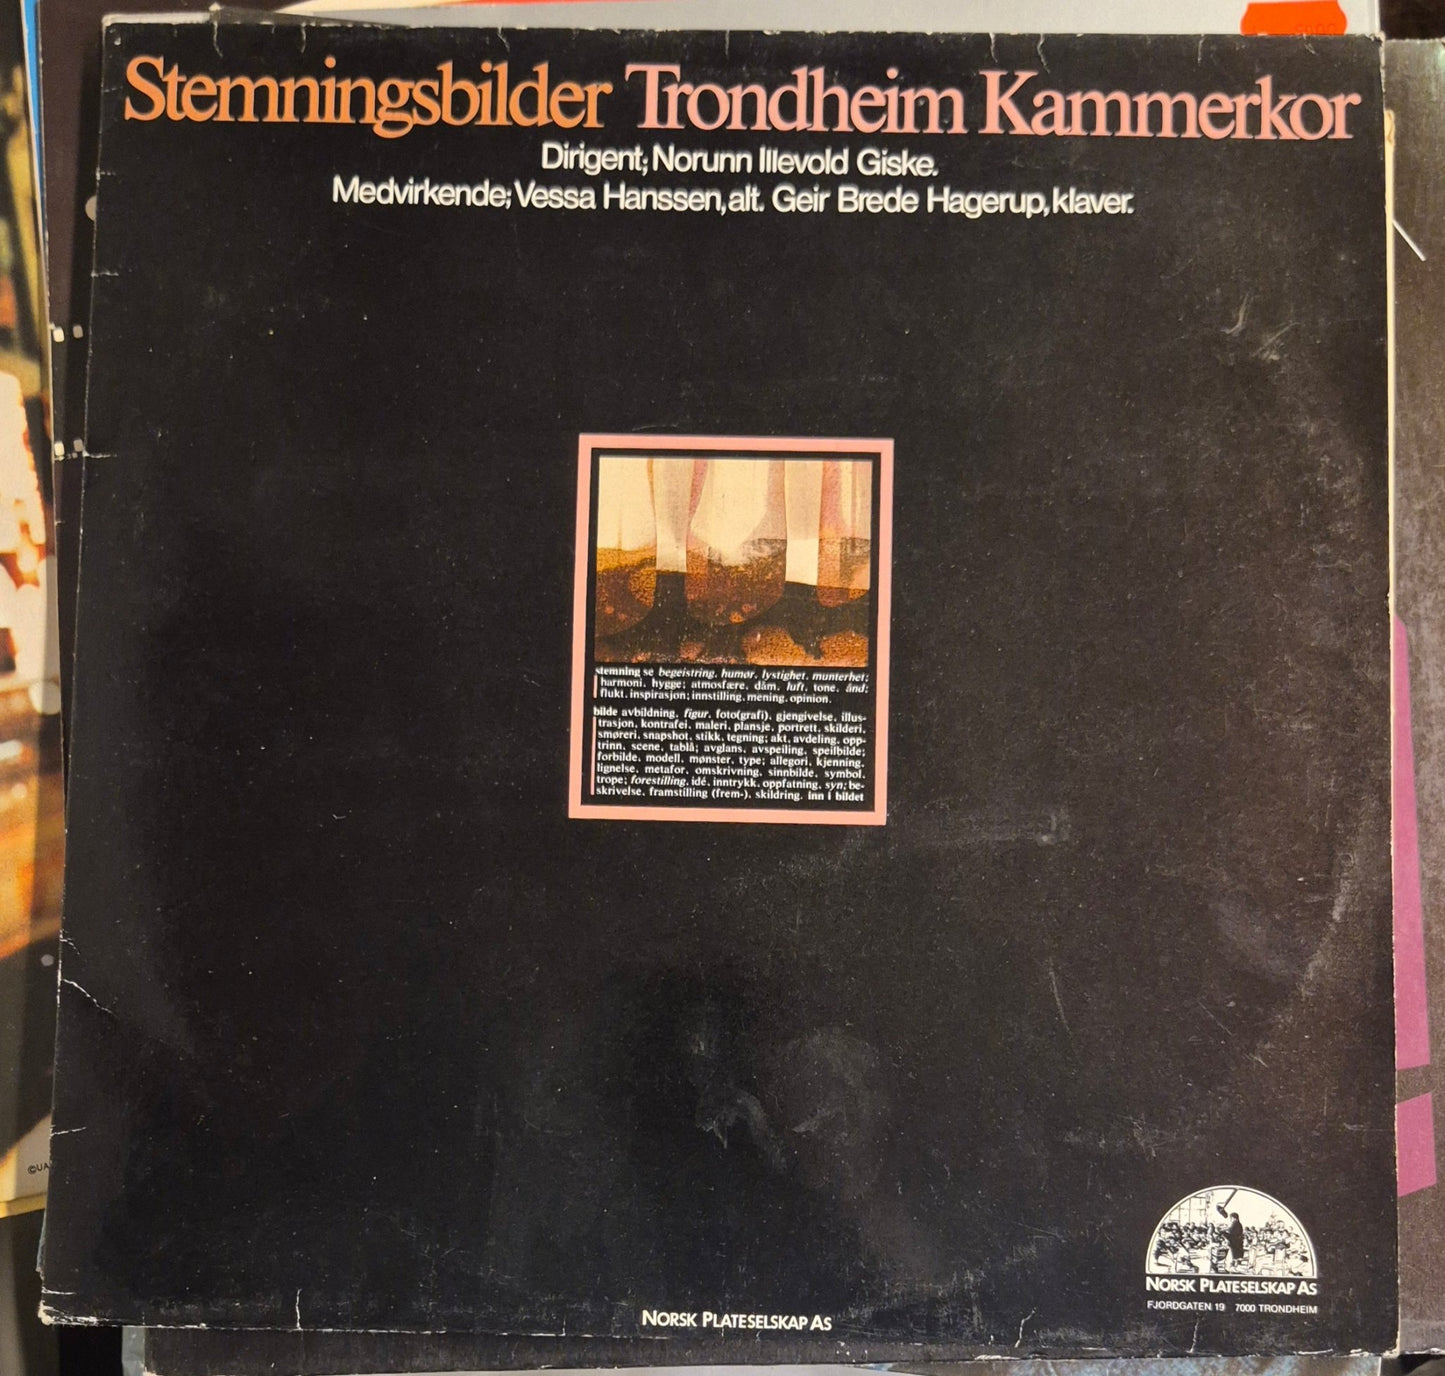 Stemningsbilder Trondheim Kammerkor
Dirigent; Norunn Illevold Giske.
Medvirkende; Vessa Hanssen, alt. Geir Brede Hagerup, klaver.
stemning se begeistring, humør, lystighet, munterhet;
harmoni, hygge; atmosfære, dåm, luft, tone, ånd;
flukt, inspirasjon; innstilling, mening, opinion.
bilde avbildning, figur, foto(grafi), gjengivelse, illus-
trasjon, kontrafei, maleri, plansje, portrett, skilderi,
smøreri, snapshot, stikk, tegning; akt, avdeling, opp-
trinn, scene, tablå; avglans, avspeiling, speilbilde;
forbilde, modell, mønster, type; allegori, kjenning,
lignelse, metafor, omskrivning, sinnbilde, symbol,
trope; forestilling, idé, inntrykk, oppfatning, syn; be-
skrivelse, framstilling (frem-), skildring. inn i bildet
©UA
NORSK PLATESELSKAP AS
FJORDGATEN 19 7000 TRONDHEIM
NORSK PLATESELSKAP AS